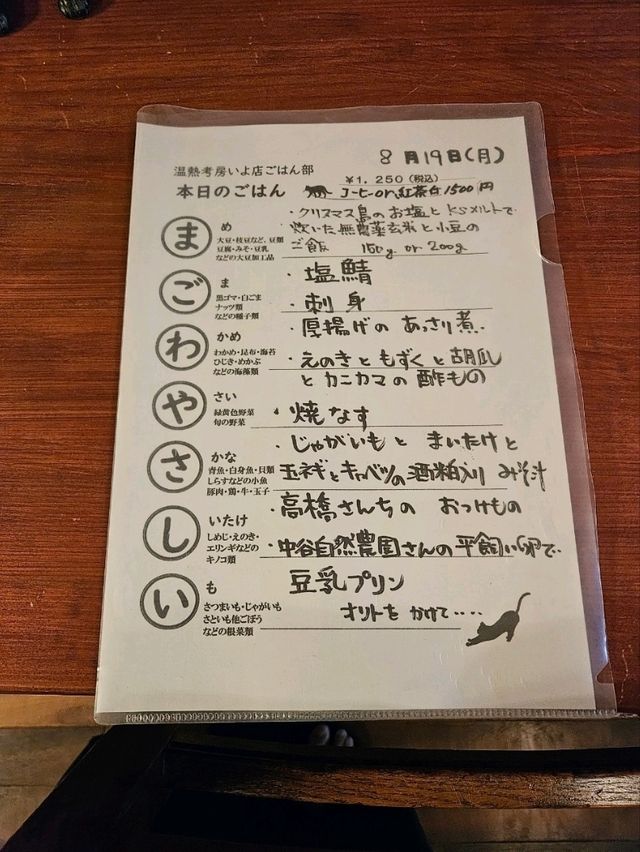 8月19日(月)
温熱考房いよ店ごはん部
¥1,250(税込)
本日のごはん コーヒーor紅茶付1500円
ま
め
大豆・枝豆など、豆類
豆腐・みそ・豆乳
などの大豆加工品
・クリスマス島のお塩とKSメルトで
炊いた無農薬玄米と小豆の
ご飯 150g or 200g
ご
ま
黒ゴマ・白ごま
ナッツ類
などの種子類
・塩鯖
・刺身
わ
かめ
わかめ・昆布・海苔
ひじき・めかぶ
などの海藻類
・厚揚げのあっさり煮
・えのきともずくと胡瓜
とカニカマの酢もの
や
さい
緑黄色野菜
旬の野菜
・焼なす
さ
かな
青魚・白身魚・貝類
しらすなどの小魚
豚肉・鶏・牛・玉子
・じゃがいもとまいたけと
玉ネギとキャベツの酒粕入りみそ汁
・高橋さんちのおつけもの
し
いたけ
しめじ・えのき・
エリンギなどの
キノコ類
・中谷自然農園さんの平飼い卵で
豆乳プリン
い
も
さつまいも・じゃがいも
さといも他ごぼう
などの根菜類
オリトをかけて・・・・